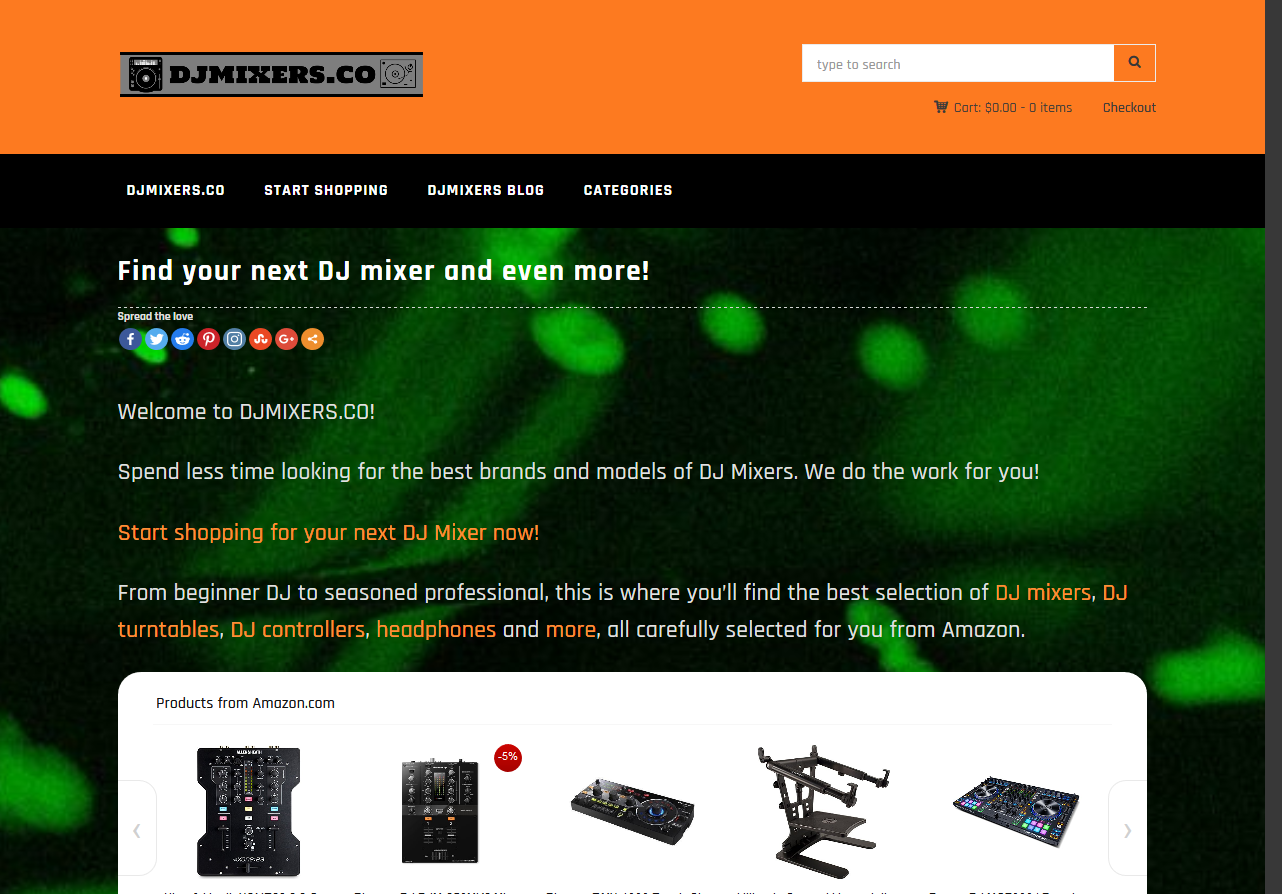 DJMIXERS.CO
type to search
Cart: $0.00 - 0 items
Checkout
DJMIXERS.CO
START SHOPPING
DJMIXERS BLOG
CATEGORIES
Find your next DJ mixer and even more!
Spread the love
Welcome to DJMIXERS.CO!
Spend less time looking for the best brands and models of DJ Mixers. We do the work for you!
Start shopping for your next DJ Mixer now!
From beginner DJ to seasoned professional, this is where you'll find the best selection of DJ mixers, DJ
turntables, DJ controllers, headphones and more, all carefully selected for you from Amazon.
Products from Amazon.com
ALLEN&HEATH
-5%
XONE:23